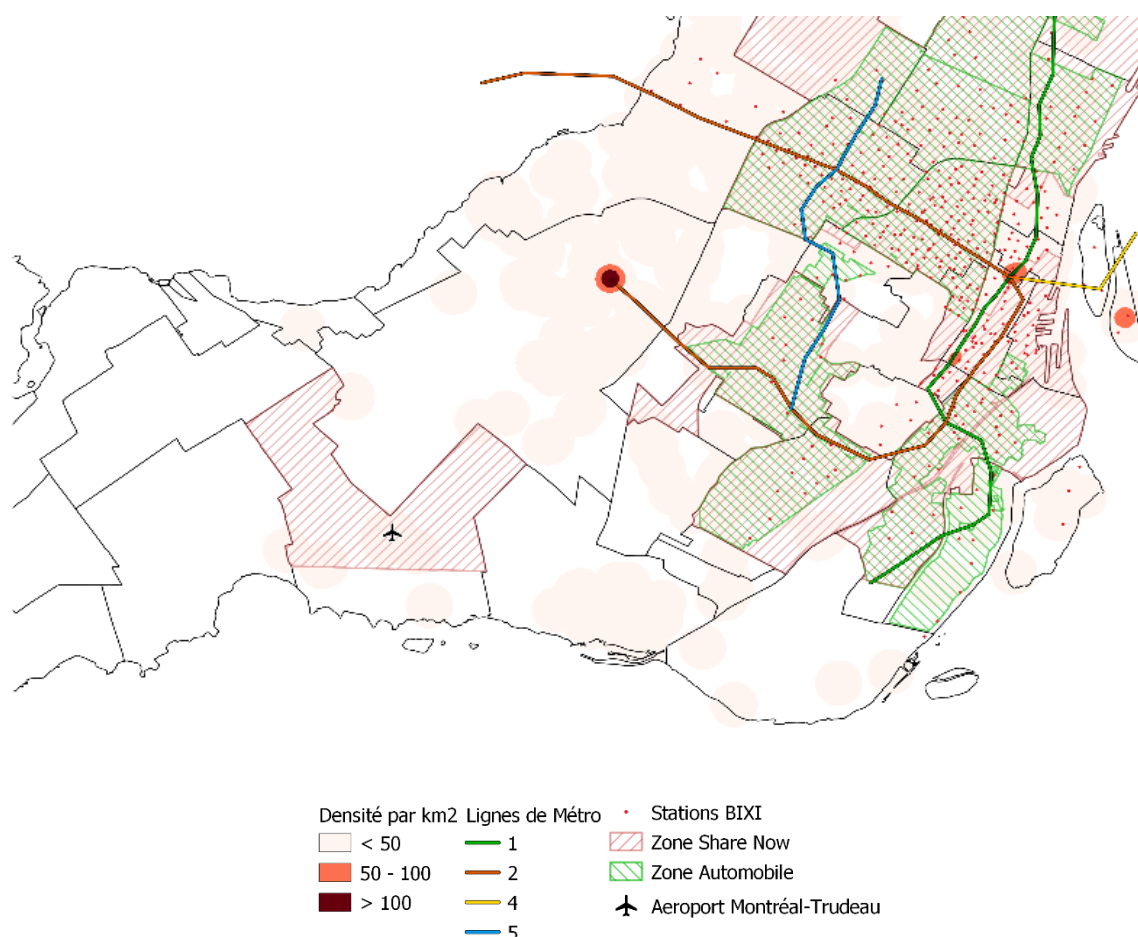 Densité par km2
< 50
50 - 100
> 100
Lignes de Métro
1
2
4
5
Stations BIXI
Zone Share Now
Zone Automobile
Aeroport Montréal-Trudeau